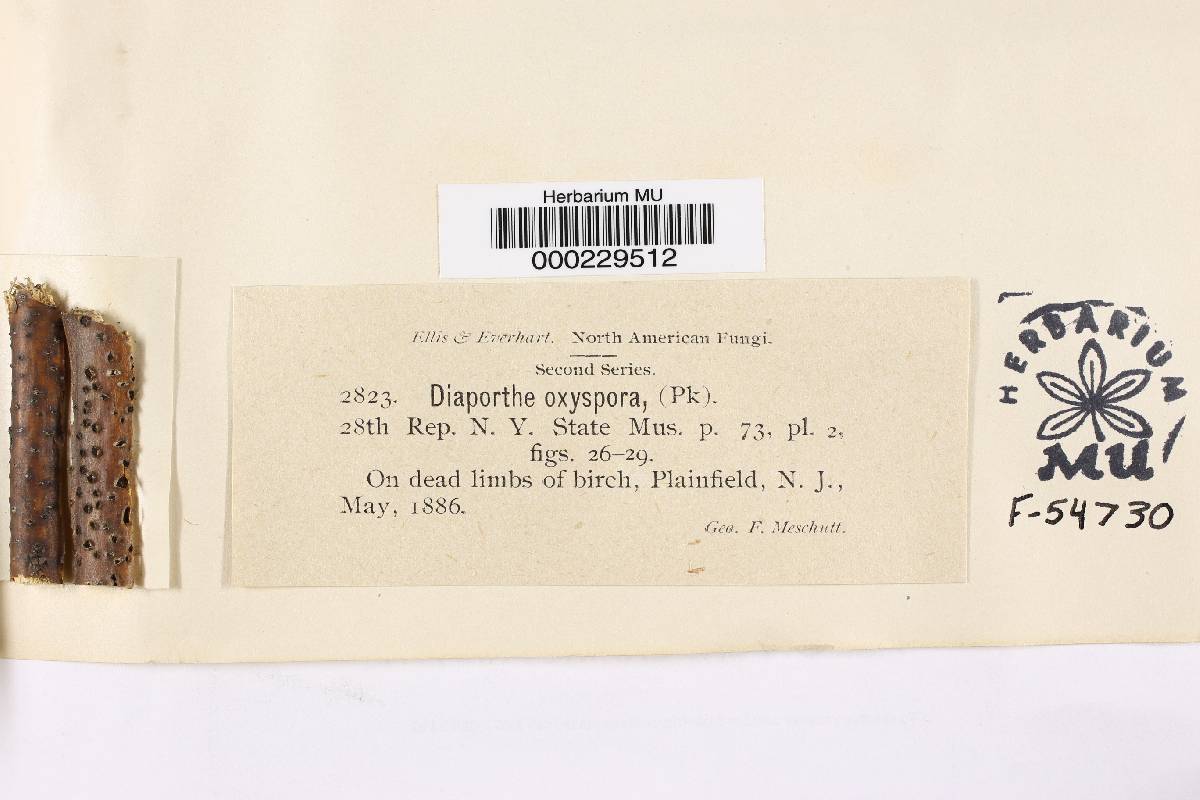 Herbarium MU
000229512
Ellis & Everhart. North American Fungi.
Second Series.
2823. Diaporthe oxyspora, (Pk).
28th Rep. N. Y. State Mus. p. 73, pl. 2,
figs. 26–29.
On dead limbs of birch, Plainfield, N. J.,
May, 1886.
Geo. F. Meschutt.
HERBARIUM
MU
F-54730